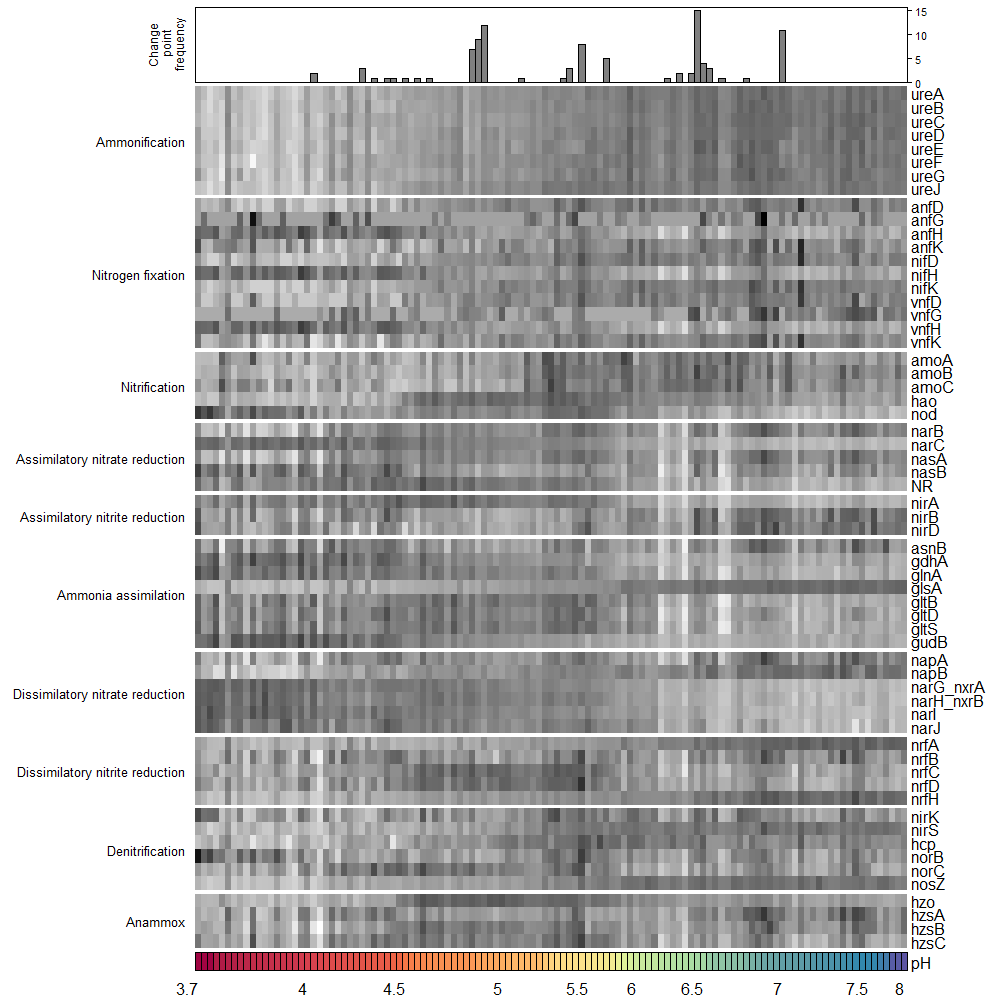 Change
point
frequency
15
10
5
0
Ammonification
ureA
ureB
ureC
ureD
ureE
ureF
ureG
ureJ
Nitrogen fixation
anfD
anfG
anfH
anfK
nifD
nifH
nifK
vnfD
vnfG
vnfH
vnfK
Nitrification
amoA
amoB
amoC
hao
nod
Assimilatory nitrate reduction
narB
narC
nasA
nasB
NR
Assimilatory nitrite reduction
nirA
nirB
nirD
Ammonia assimilation
asnB
gdhA
glnA
glsA
gltB
gltD
gltS
gudB
Dissimilatory nitrate reduction
napA
napB
narG_nxrA
narH_nxrB
narI
narJ
Dissimilatory nitrite reduction
nrfA
nrfB
nrfC
nrfD
nrfH
Denitrification
nirK
nirS
hcp
norB
norC
nosZ
Anammox
hzo
hzsA
hzsB
hzsC
pH
3.7 4 4.5 5 5.5 6 6.5 7 7.5 8